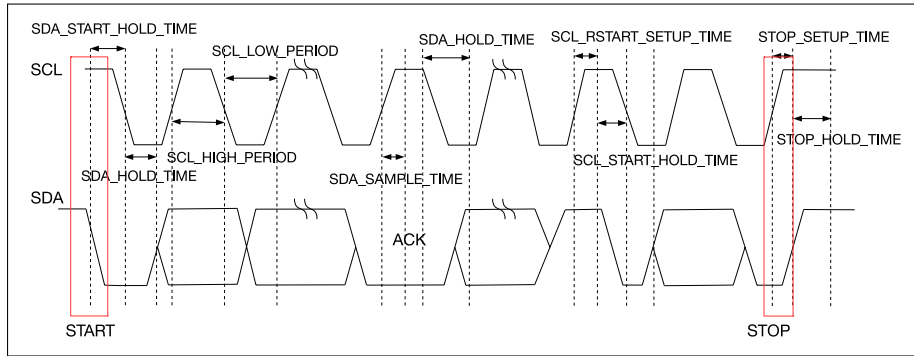 SDA_START_HOLD_TIME
SCL_LOW_PERIOD
SDA_HOLD_TIME
SCL_RSTART_SETUP_TIME
STOP_SETUP_TIME
SCL
SCL_HIGH_PERIOD
SDA_HOLD_TIME
SDA_SAMPLE_TIME
SCL_START_HOLD_TIME
STOP_HOLD_TIME
SDA
ACK
START
STOP